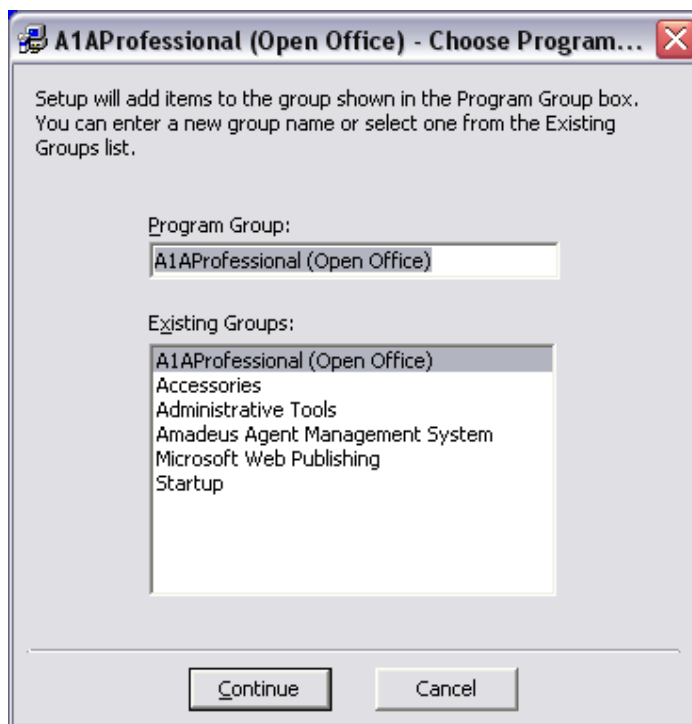 A1AProfessional (Open Office) - Choose Program...
Setup will add items to the group shown in the Program Group box.
You can enter a new group name or select one from the Existing
Groups list.
Program Group:
A1AProfessional (Open Office)
Existing Groups:
A1AProfessional (Open Office)
Accessories
Administrative Tools
Amadeus Agent Management System
Microsoft Web Publishing
Startup
Continue
Cancel